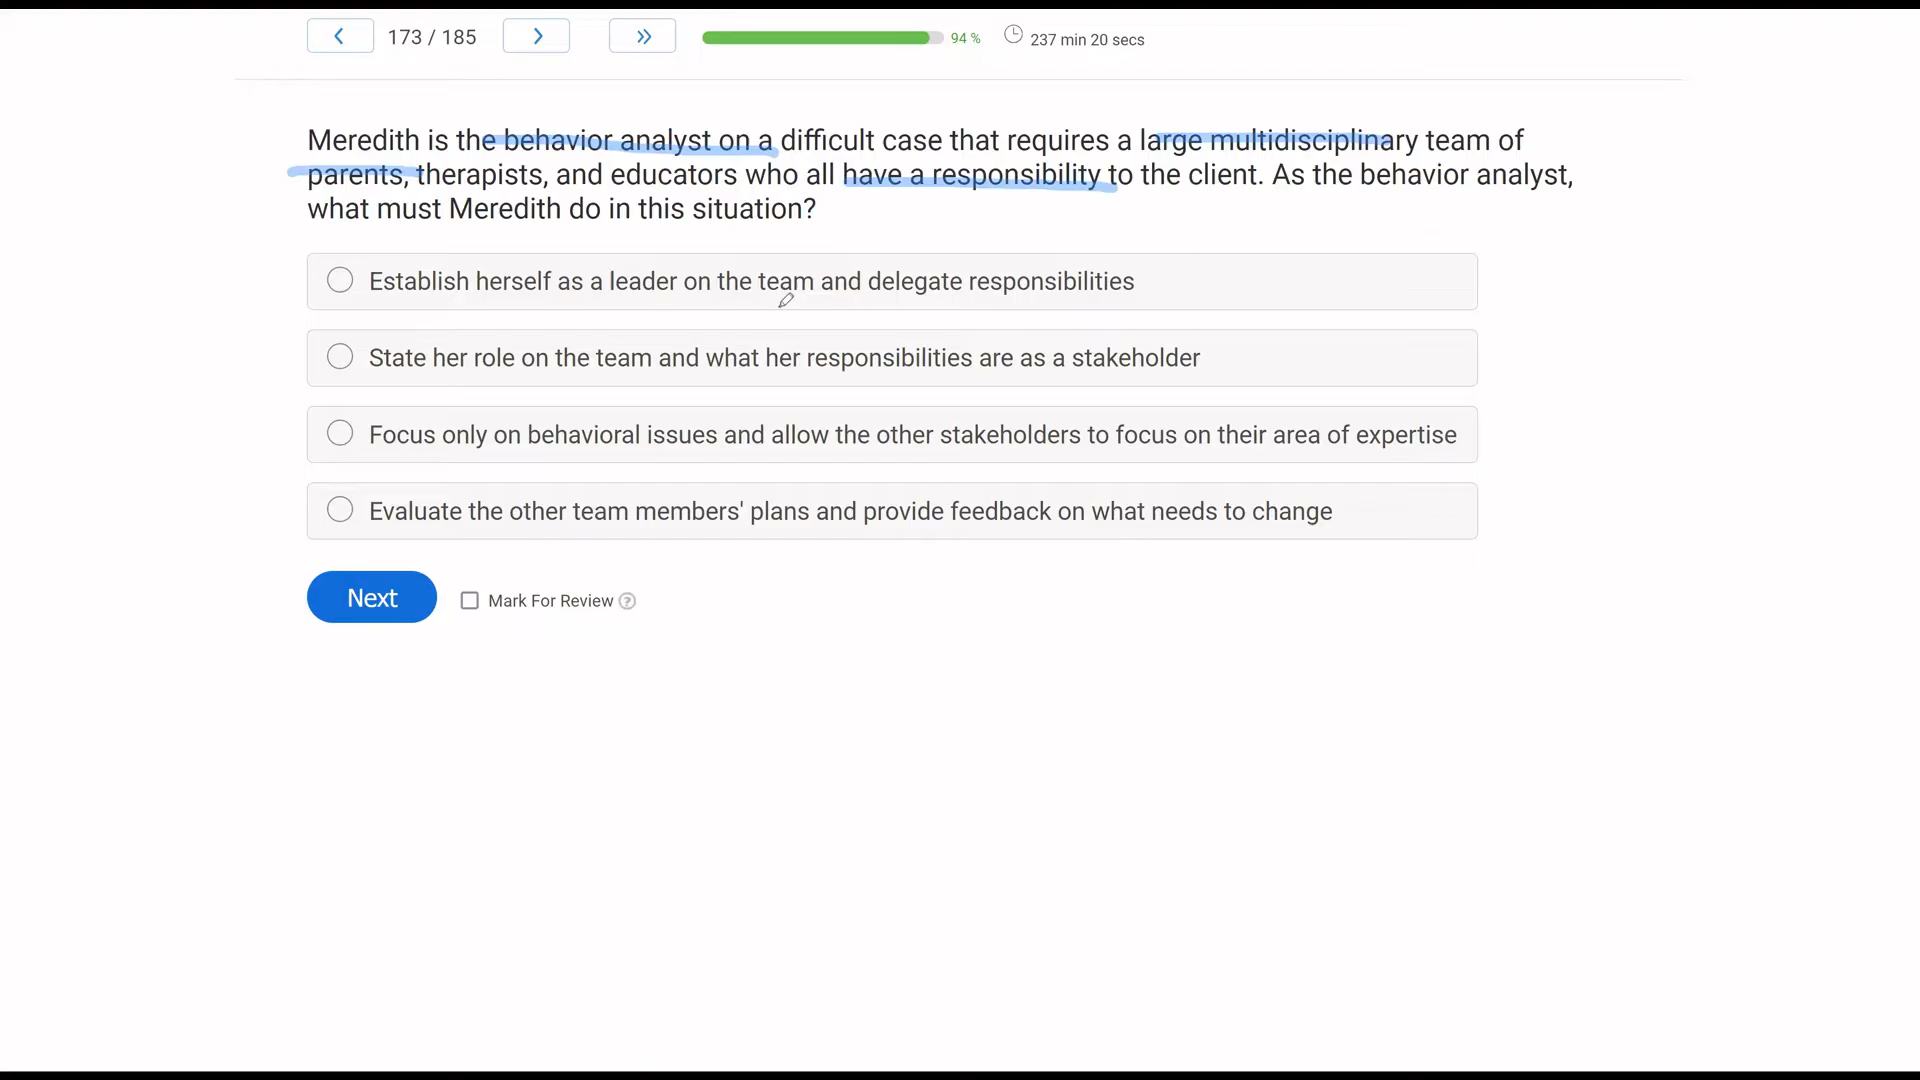 173 / 185
94 %
237 min 20 secs
Meredith is the behavior analyst on a difficult case that requires a large multidisciplinary team of
parents, therapists, and educators who all have a responsibility to the client. As the behavior analyst,
what must Meredith do in this situation?
Establish herself as a leader on the team and delegate responsibilities
State her role on the team and what her responsibilities are as a stakeholder
Focus only on behavioral issues and allow the other stakeholders to focus on their area of expertise
Evaluate the other team members' plans and provide feedback on what needs to change
Next
Mark For Review ?